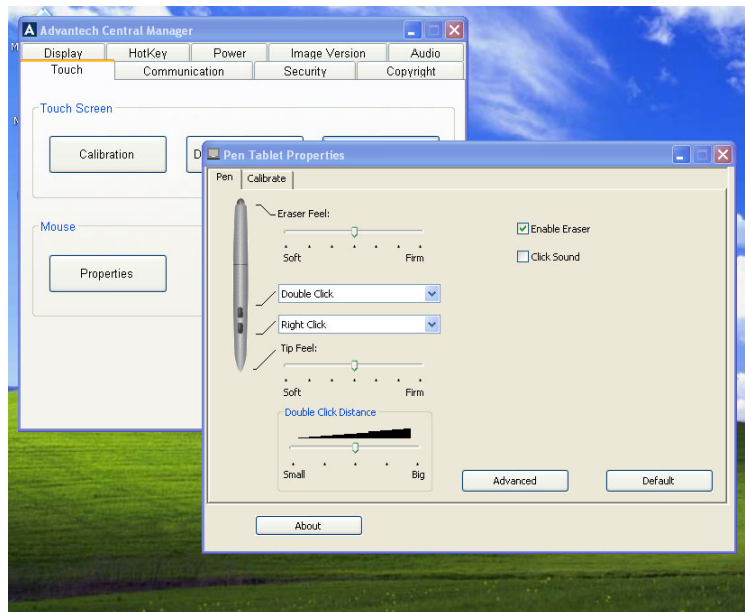 Advantech Central Manager
Display HotKey Power Image Version Audio
Touch Communication Security Copyright
Touch Screen
Calibration D
Mouse
Properties
Pen Tablet Properties
Pen Calibrate
Eraser Feel:
Soft Firm
Enable Eraser
Click Sound
Double Click
Right Click
Tip Feel:
Soft Firm
Double Click Distance
Small Big
Advanced Default
About